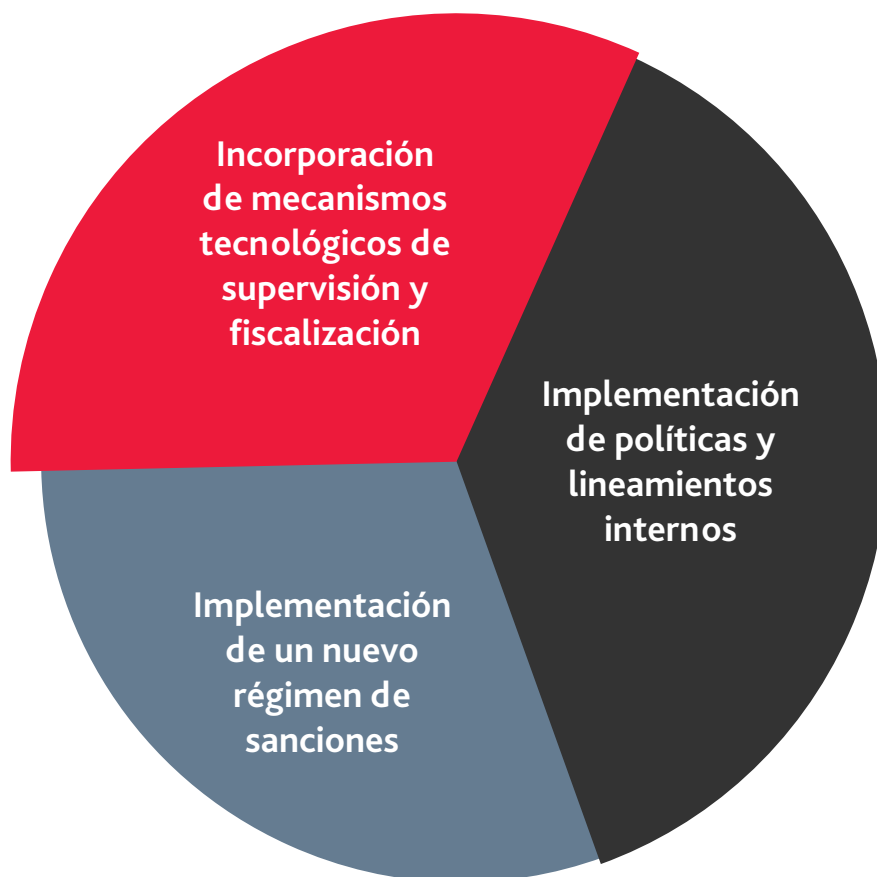 Incorporación
de mecanismos
tecnológicos de
supervisión y
fiscalización
Implementación
de políticas y
lineamientos
internos
Implementación
de un nuevo
régimen de
sanciones